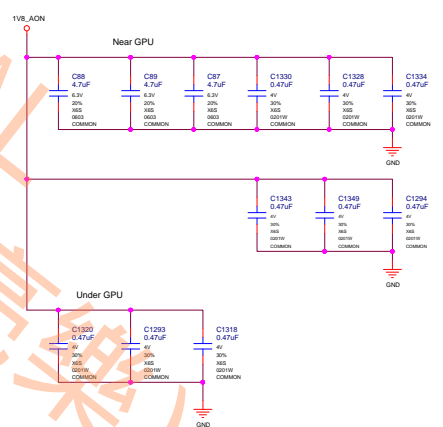 1V8_AON
Near GPU
C88
4.7uF
6.3V
20%
X6S
0603
COMMON
C89
4.7uF
6.3V
20%
X6S
0603
COMMON
C87
4.7uF
6.3V
20%
X6S
0603
COMMON
C1330
0.47uF
4V
30%
X6S
0201W
COMMON
C1328
0.47uF
4V
30%
X6S
0201W
COMMON
C1334
0.47uF
4V
30%
X6S
0201W
COMMON
GND
C1343
0.47uF
4V
30%
X6S
0201W
COMMON
C1349
0.47uF
4V
30%
X6S
0201W
COMMON
C1294
0.47uF
4V
30%
X6S
0201W
COMMON
GND
Under GPU
C1320
0.47uF
4V
30%
X6S
0201W
COMMON
C1293
0.47uF
4V
30%
X6S
0201W
COMMON
C1318
0.47uF
4V
30%
X6S
0201W
COMMON
GND